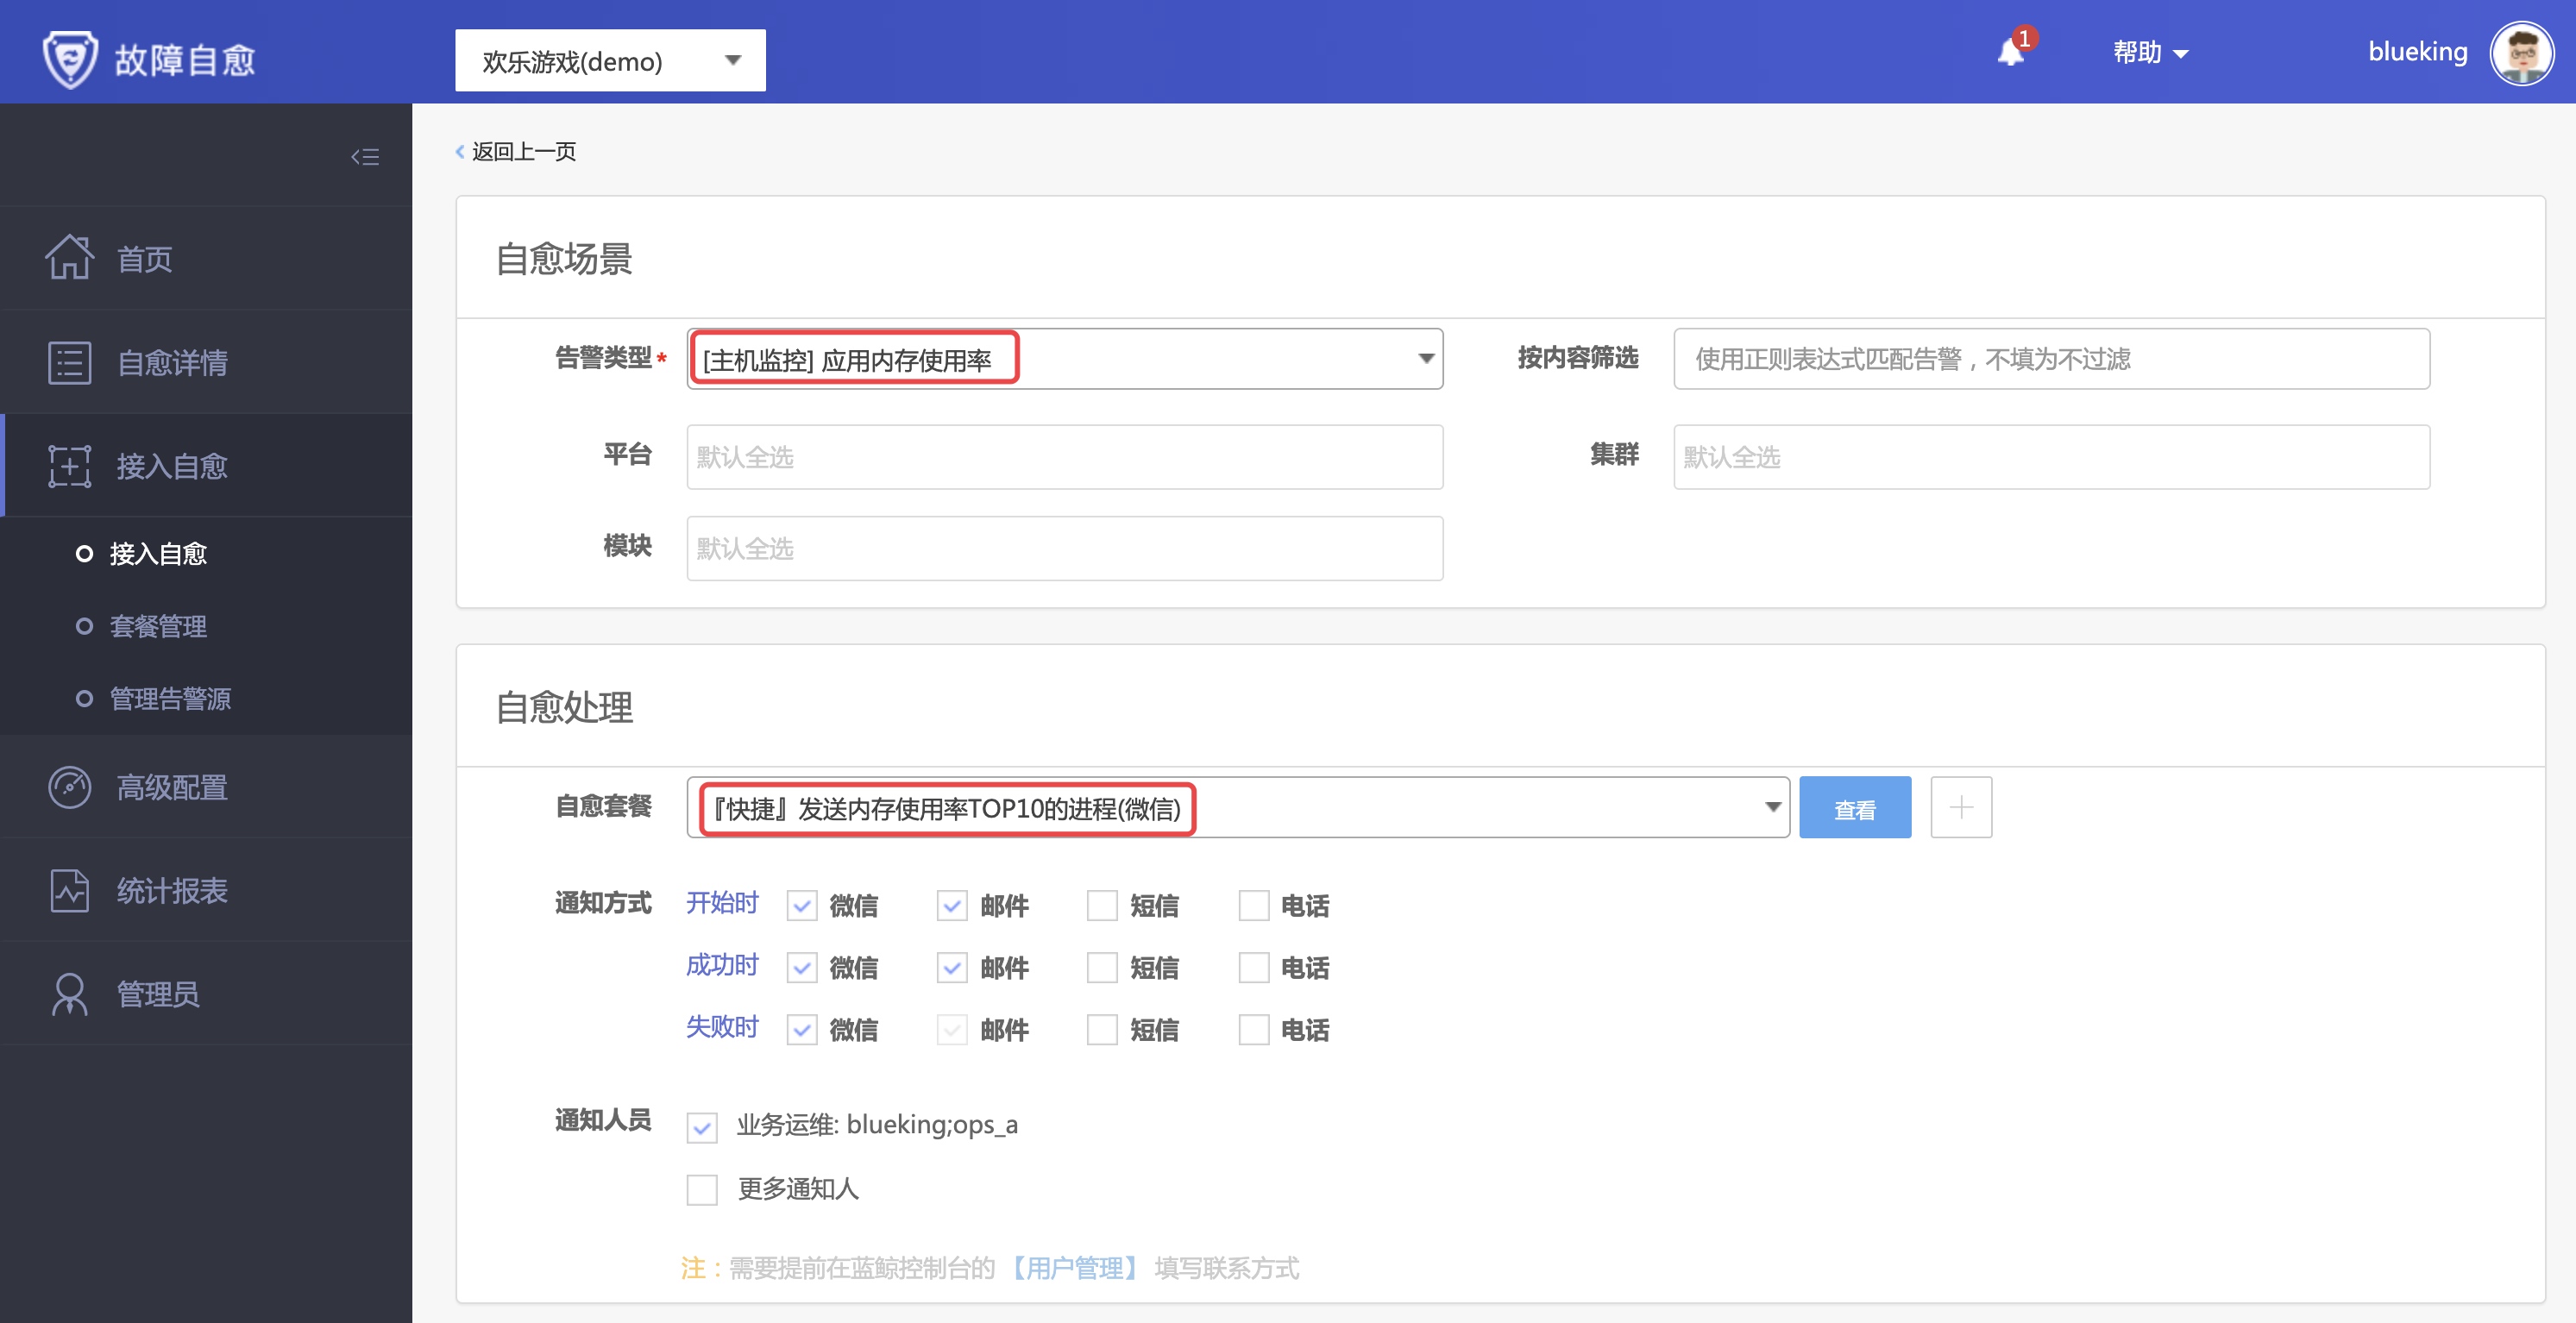 故障自愈
欢乐游戏(demo)
1
帮助
blueking
首页
自愈详情
接入自愈
接入自愈
套餐管理
管理告警源
高级配置
统计报表
管理员
返回上一页
自愈场景
告警类型* [主机监控] 应用内存使用率
按内容筛选 使用正则表达式匹配告警，不填为不过滤
平台 默认全选
集群 默认全选
模块 默认全选
自愈处理
自愈套餐 『快捷』发送内存使用率TOP10的进程(微信) 查看
通知方式 开始时 微信 邮件 短信 电话
成功时 微信 邮件 短信 电话
失败时 微信 邮件 短信 电话
通知人员 业务运维: blueking;ops_a
更多通知人
注：需要提前在蓝鲸控制台的【用户管理】填写联系方式